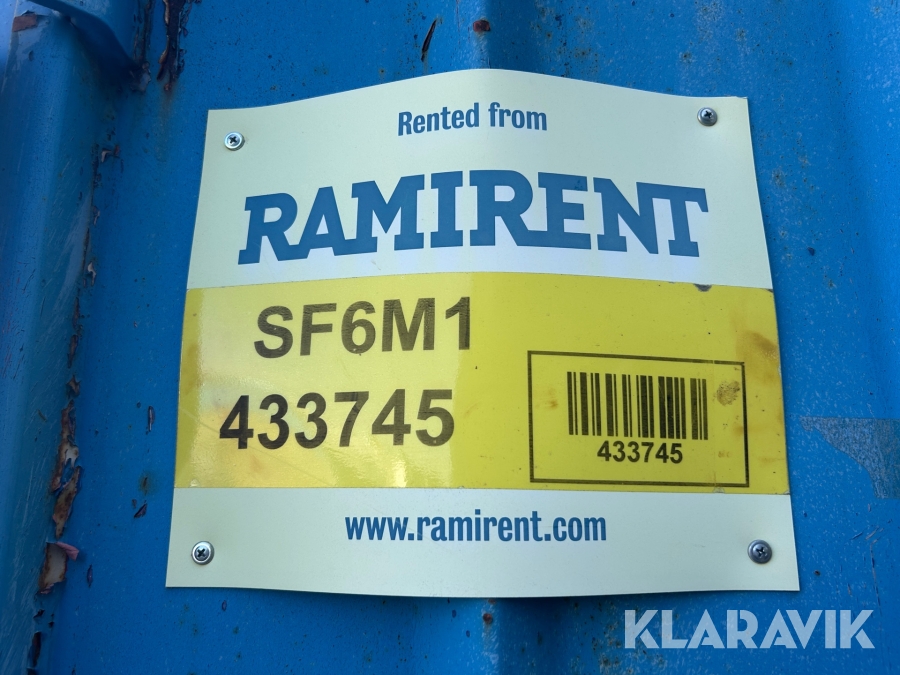 Rented from
RAMIRENT
SF6M1
433745
433745
www.ramirent.com
KLARAVIK